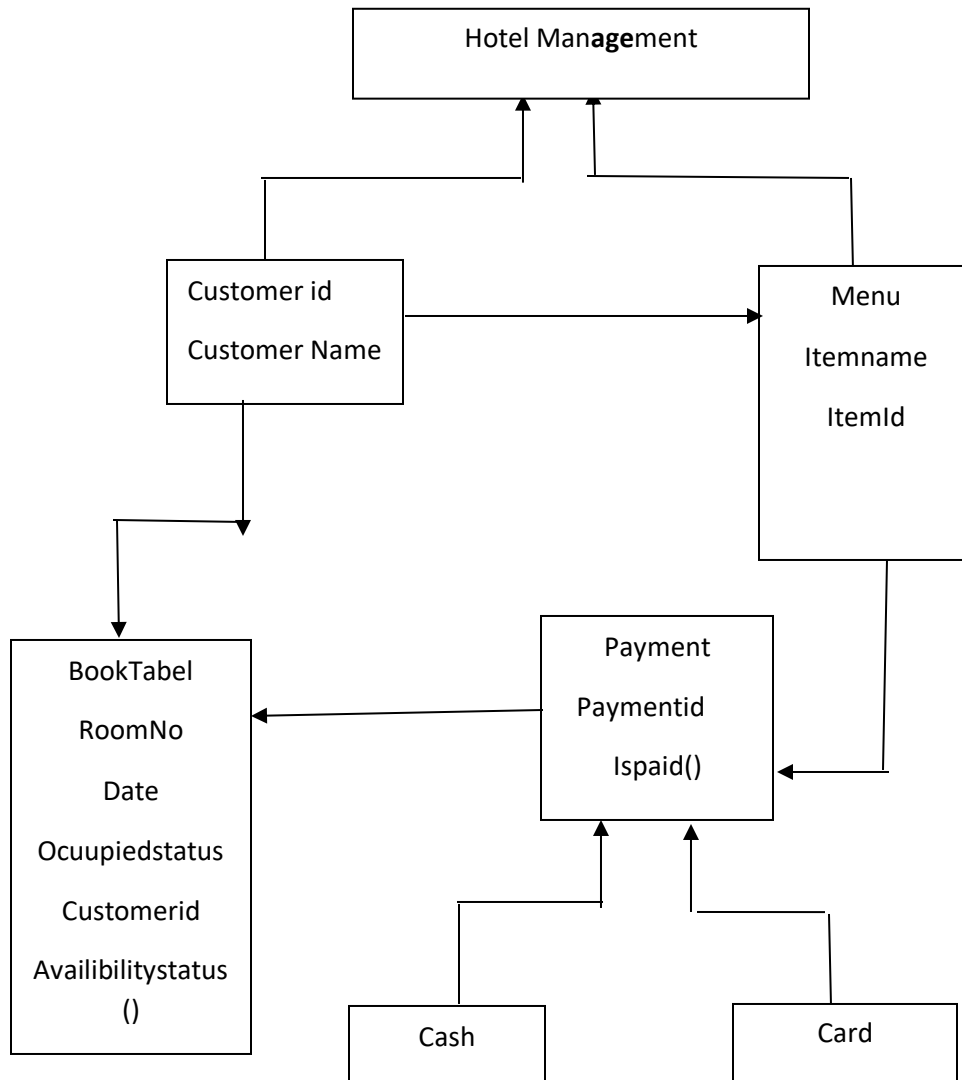 Hotel Management
Customer id
Customer Name
Menu
Itemname
ItemId
BookTabel
RoomNo
Date
Ocuupiedstatus
Customerid
Availibilitystatus
()
Payment
Paymentid
Ispaid()
Cash
Card